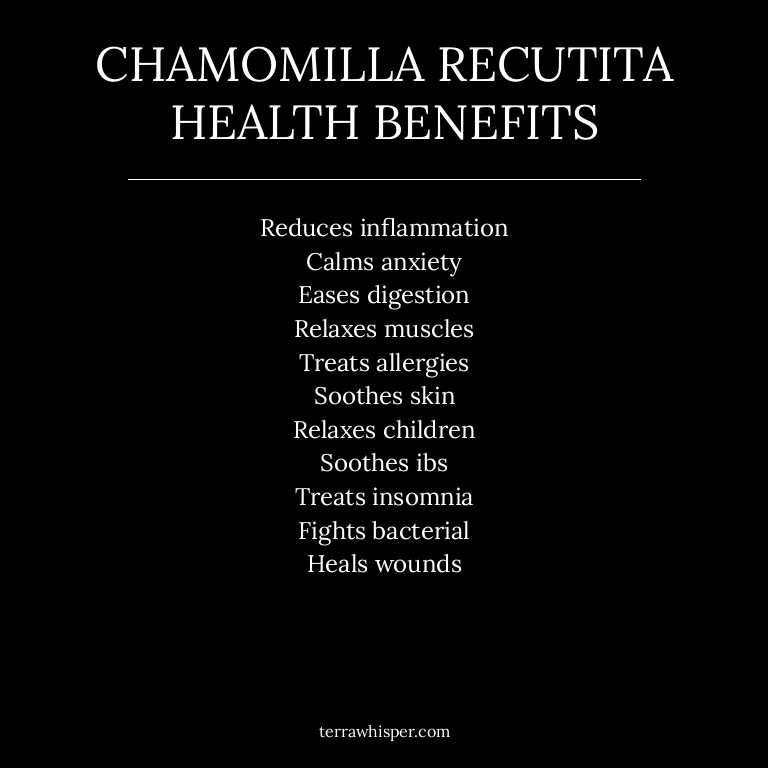 CHAMOMILLA RECUTITA
HEALTH BENEFITS
Reduces inflammation
Calms anxiety
Eases digestion
Relaxes muscles
Treats allergies
Soothes skin
Relaxes children
Soothes ibs
Treats insomnia
Fights bacterial
Heals wounds
terrawhisper.com